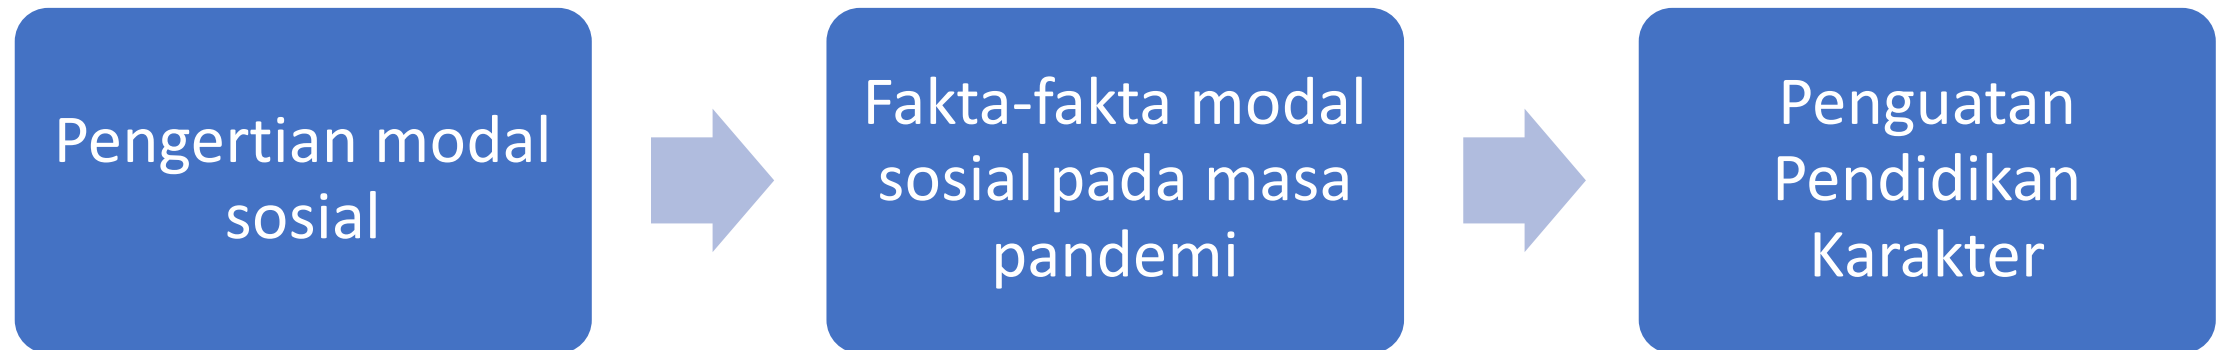 Pengertian modal
sosial
Fakta-fakta modal
sosial pada masa
pandemi
Penguatan
Pendidikan
Karakter